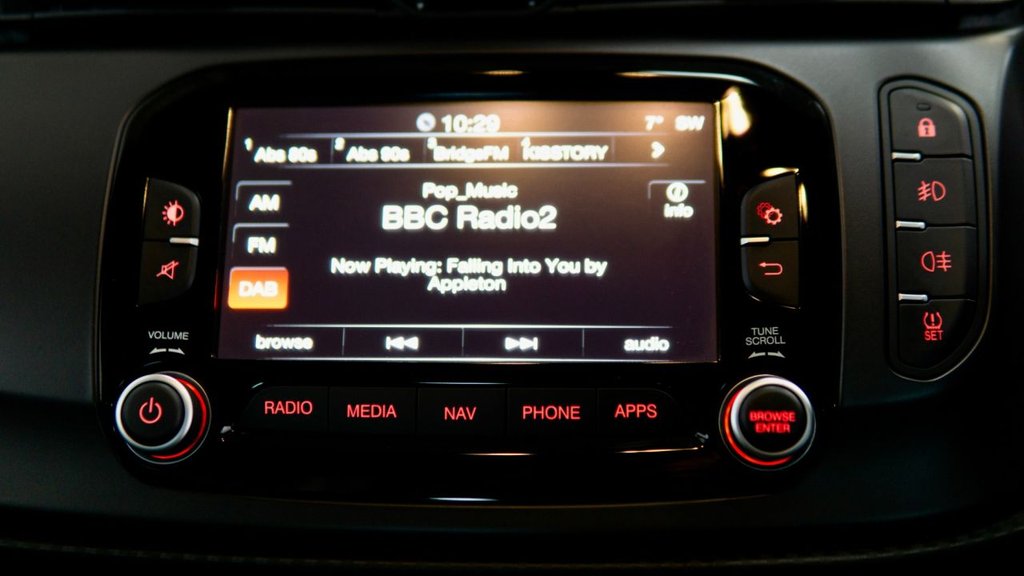 10:29 7° SW
1 Abs 80s 2 Abs 90s 3 BridgeFM 4 KISSTORY
Pop_Music
BBC Radio2
Info
AM
FM
DAB
Now Playing: Falling Into You by
Appleton
browse audio
VOLUME
TUNE
SCROLL
RADIO MEDIA NAV PHONE APPS
BROWSE
ENTER
SET